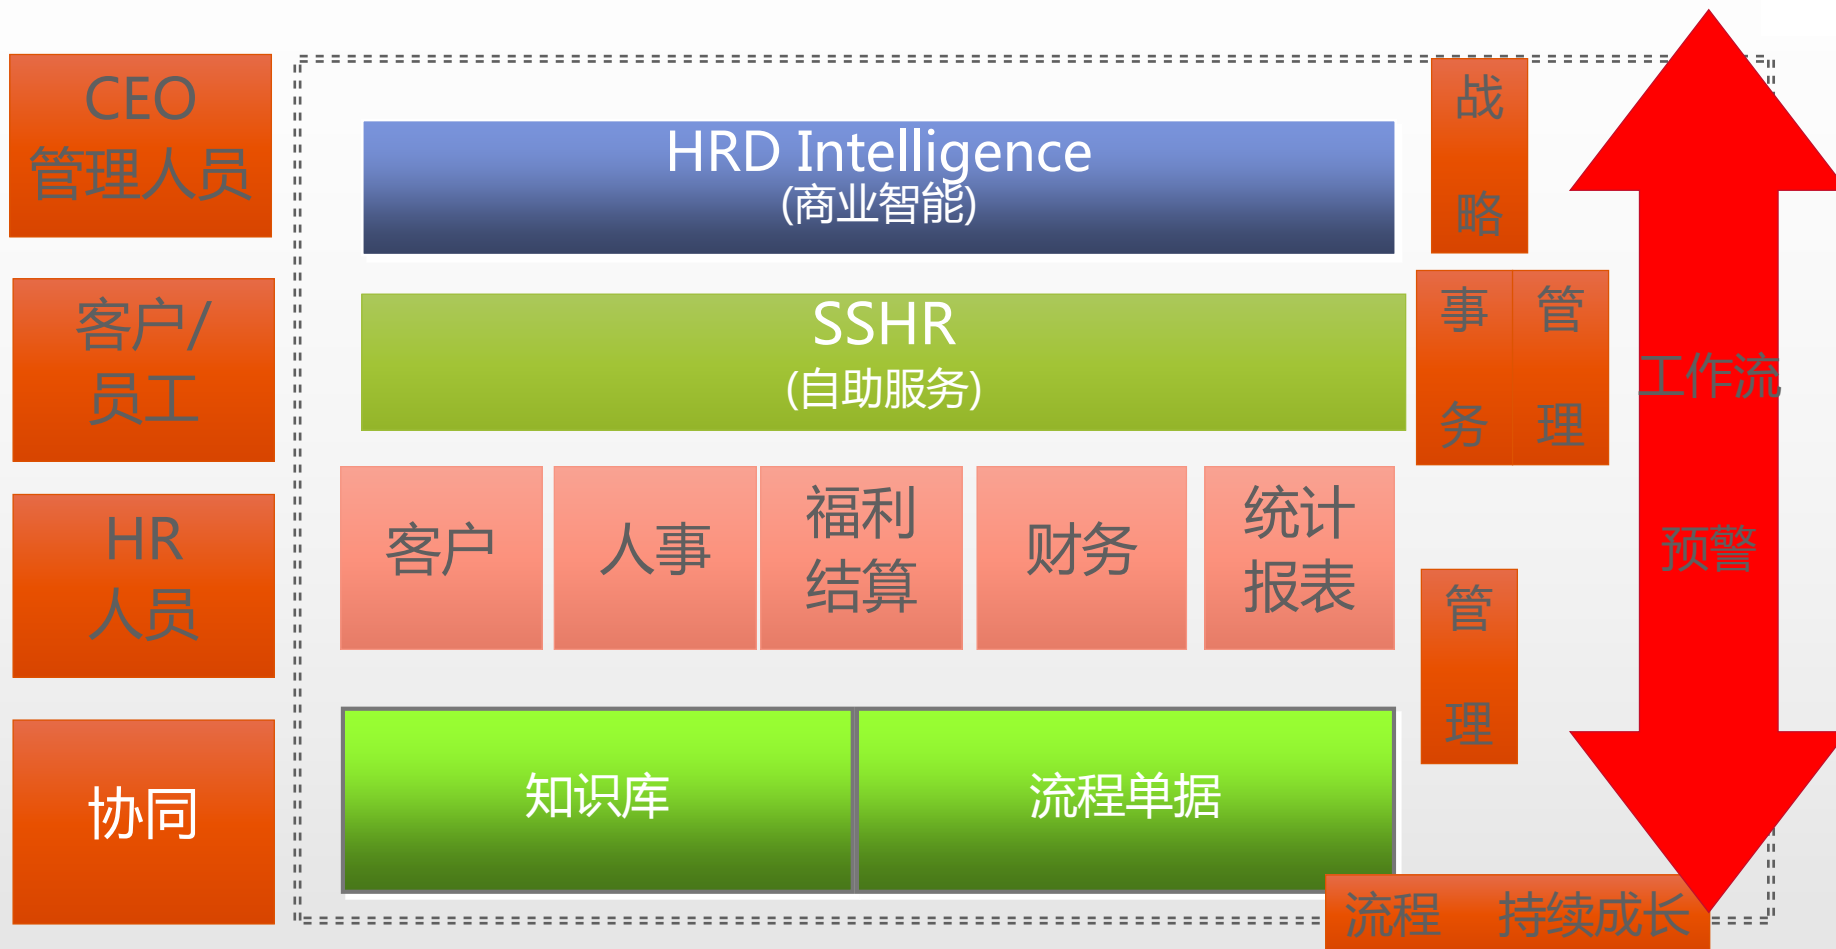 CEO
管理人员
HRD Intelligence
(商业智能)
战
略
客户/
员工
SSHR
(自助服务)
事
务
管
理
工作流
预警
HR
人员
客户
人事
福利
结算
财务
统计
报表
管
理
协同
知识库
流程单据
流程 持续成长